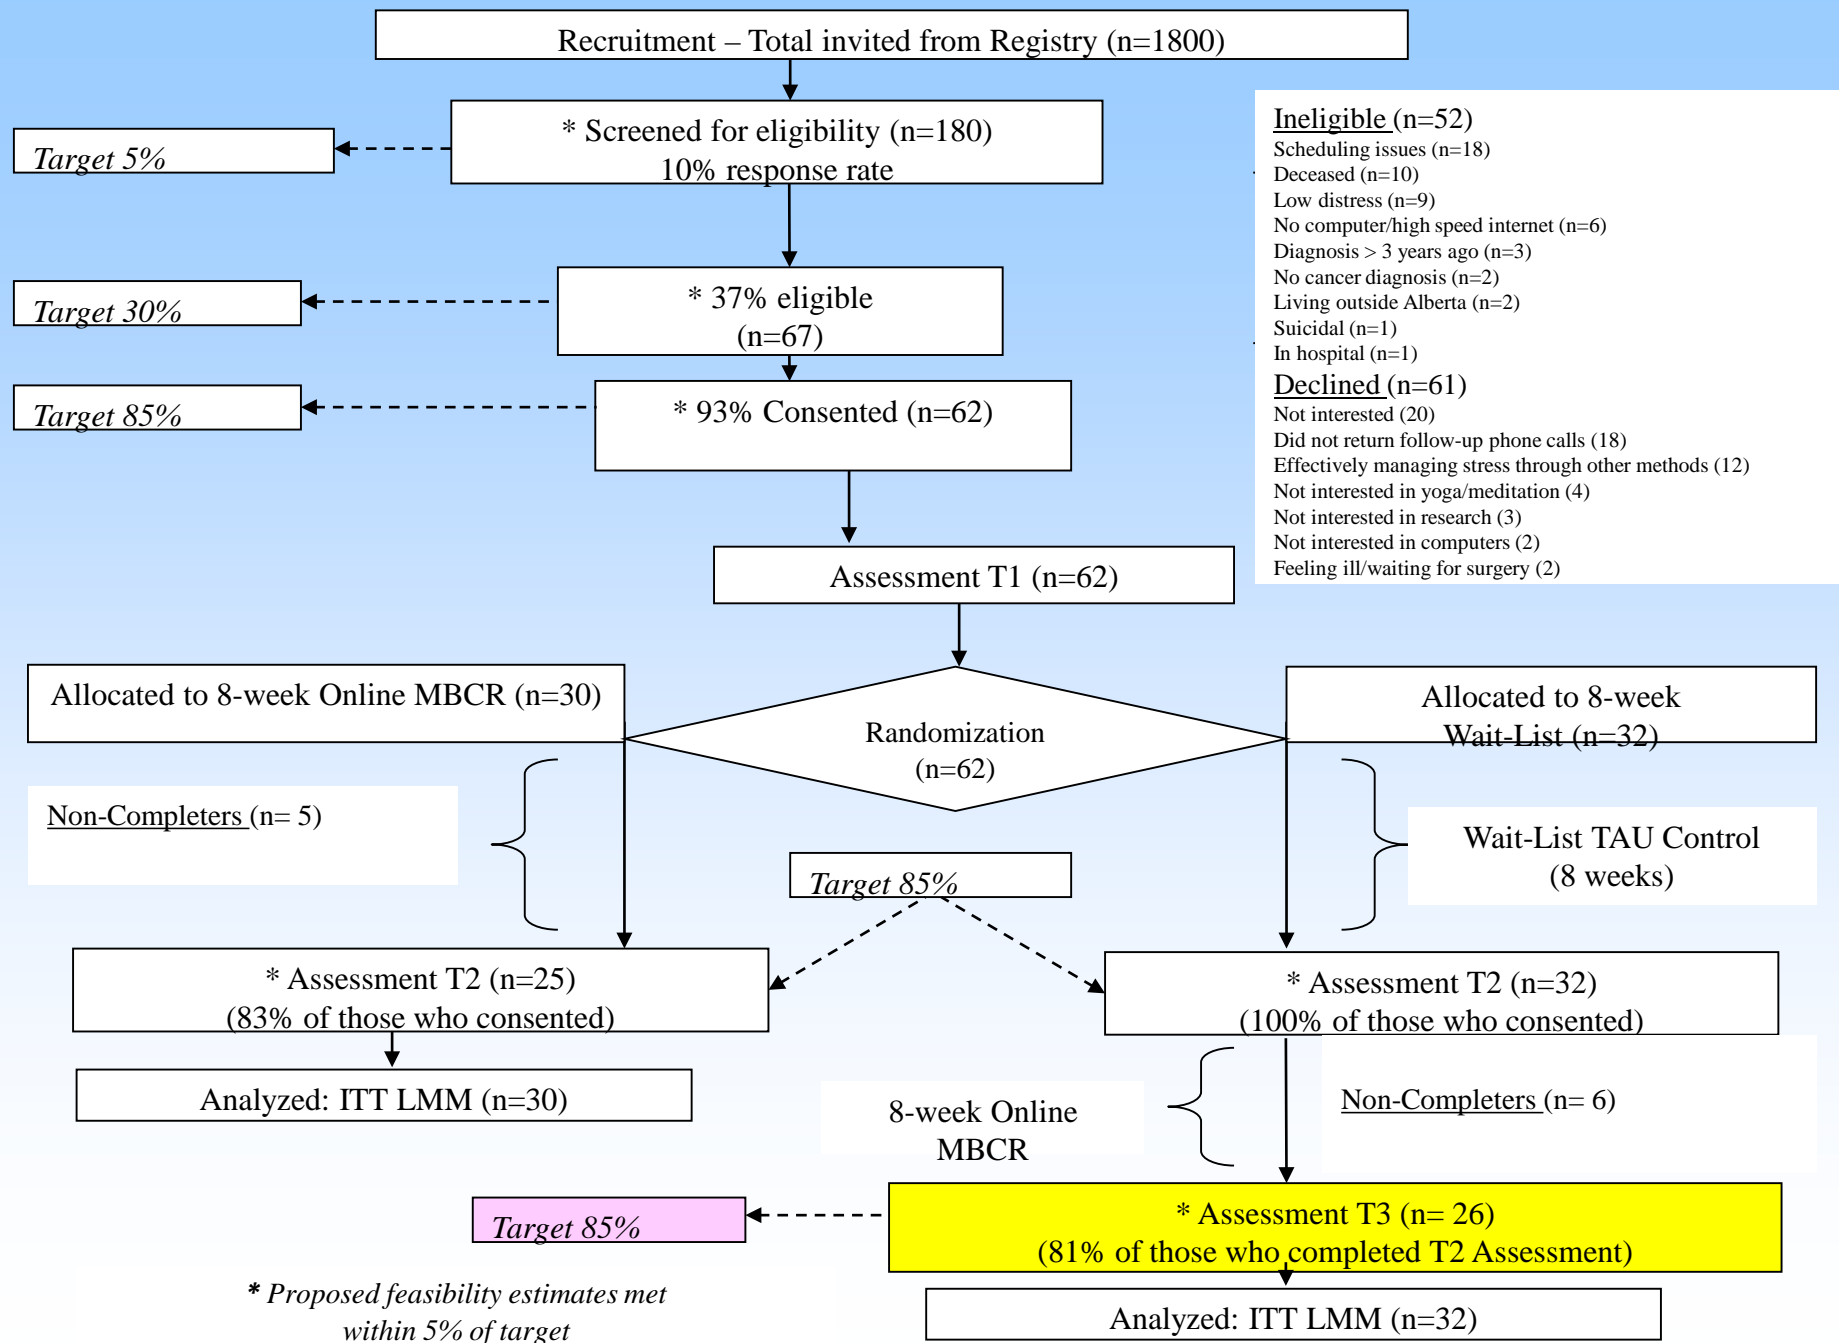 Recruitment – Total invited from Registry (n=1800)
* Screened for eligibility (n=180)
10% response rate
Target 5%
Ineligible (n=52)
Scheduling issues (n=18)
Deceased (n=10)
Low distress (n=9)
No computer/high speed internet (n=6)
Diagnosis > 3 years ago (n=3)
No cancer diagnosis (n=2)
Living outside Alberta (n=2)
Suicidal (n=1)
In hospital (n=1)
Declined (n=61)
Not interested (20)
Did not return follow-up phone calls (18)
Effectively managing stress through other methods (12)
Not interested in yoga/meditation (4)
Not interested in research (3)
Not interested in computers (2)
Feeling ill/waiting for surgery (2)
* 37% eligible
(n=67)
Target 30%
* 93% Consented (n=62)
Target 85%
Assessment T1 (n=62)
Randomization
(n=62)
Allocated to 8-week Online MBCR (n=30)
Allocated to 8-week
Wait-List (n=32)
Non-Completers (n= 5)
Wait-List TAU Control
(8 weeks)
Target 85%
* Assessment T2 (n=25)
(83% of those who consented)
* Assessment T2 (n=32)
(100% of those who consented)
Analyzed: ITT LMM (n=30)
8-week Online
MBCR
Non-Completers (n= 6)
Target 85%
* Assessment T3 (n= 26)
(81% of those who completed T2 Assessment)
* Proposed feasibility estimates met
within 5% of target
Analyzed: ITT LMM (n=32)